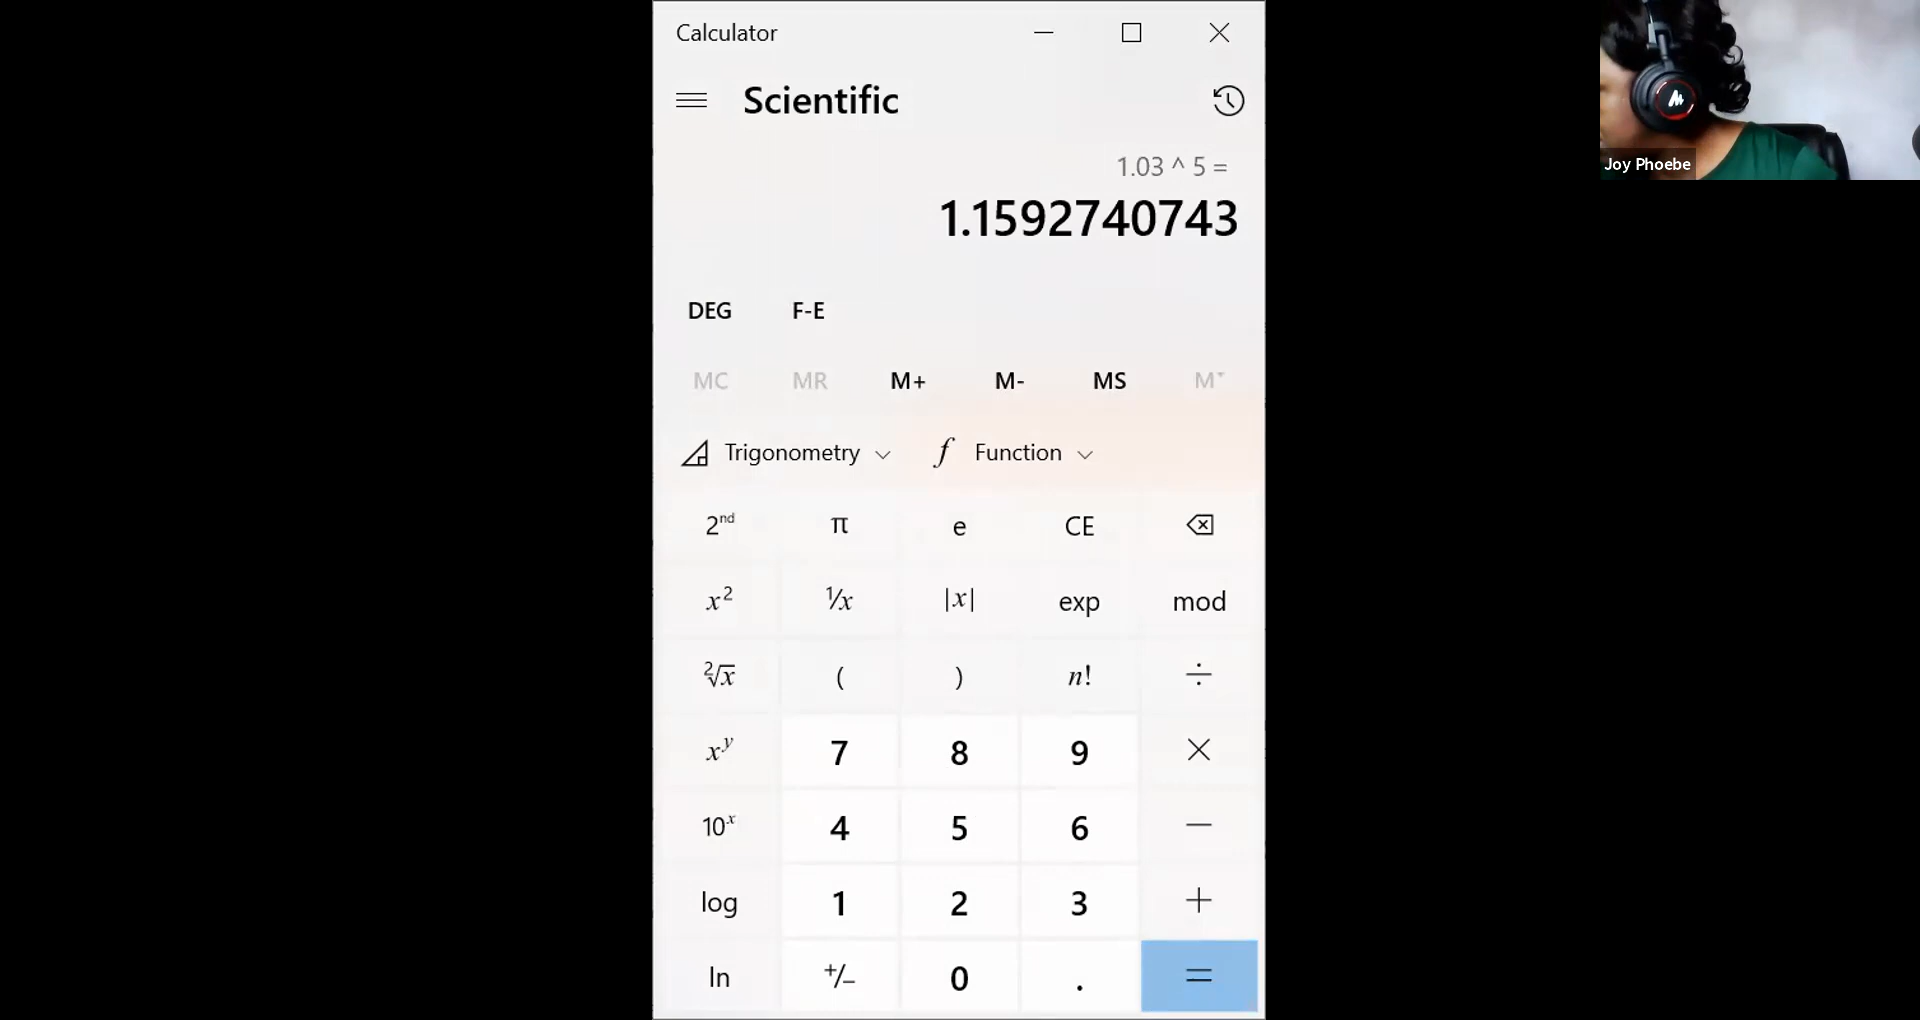 Calculator
Scientific
1.03 ^ 5 =
1.1592740743
DEG F-E
MC MR M+ M- MS M˅
Trigonometry f Function
2ⁿᵈ π e CE
x² ¹⁄x |x| exp mod
²√x ( ) n! ÷
xʸ 7 8 9 ×
10ˣ 4 5 6 −
log 1 2 3 +
ln +/− 0 . =
Joy Phoebe